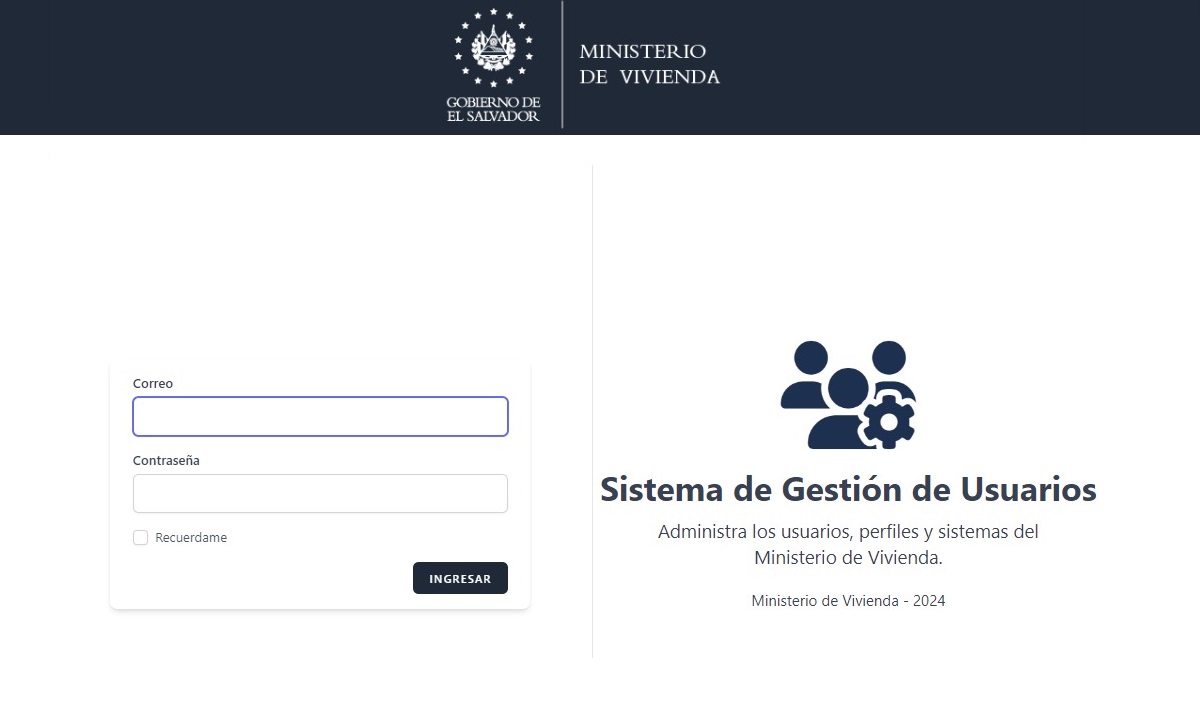 GOBIERNO DE
EL SALVADOR
MINISTERIO
DE VIVIENDA
Correo
Contraseña
Recuerdame
INGRESAR
Sistema de Gestión de Usuarios
Administra los usuarios, perfiles y sistemas del
Ministerio de Vivienda.
Ministerio de Vivienda - 2024